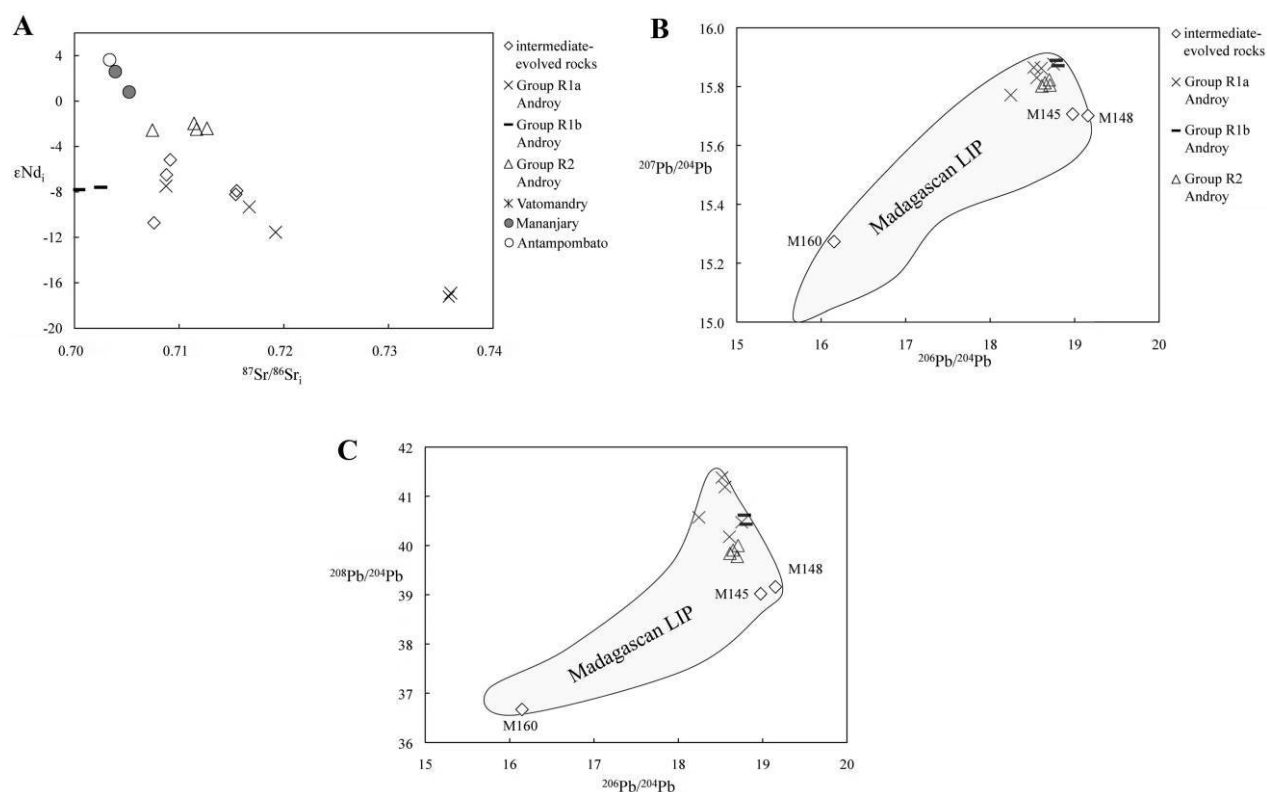 A
4
0
-4
εNdᵢ
-8
-12
-16
-20
0.70
0.71
0.72
0.73
0.74
⁸⁷Sr/⁸⁶Srᵢ
intermediate-
evolved rocks
Group R1a
Androy
Group R1b
Androy
Group R2
Androy
Vatomandry
Mananjary
Antampombato
B
16.0
15.8
²⁰⁷Pb/²⁰⁴Pb
15.6
15.4
15.2
15.0
M145
M148
Madagascan LIP
M160
15
16
17
18
19
20
²⁰⁶Pb/²⁰⁴Pb
intermediate-
evolved rocks
Group R1a
Androy
Group R1b
Androy
Group R2
Androy
C
42
41
40
²⁰⁸Pb/²⁰⁴Pb
39
38
37
36
M148
M145
Madagascan LIP
M160
15
16
17
18
19
20
²⁰⁶Pb/²⁰⁴Pb